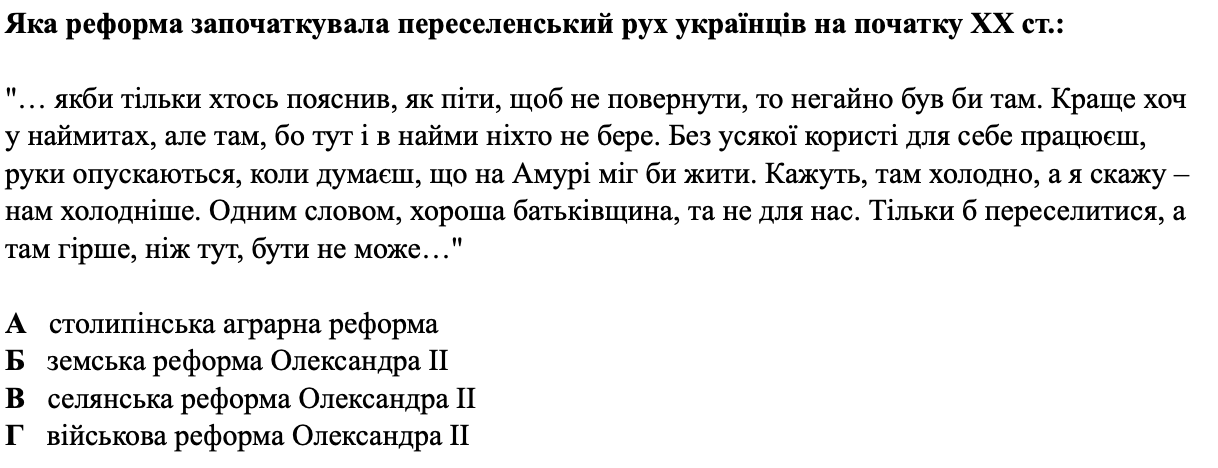 Яка реформа започаткувала переселенський рух українців на початку ХХ ст.:
"… якби тільки хтось пояснив, як піти, щоб не повернути, то негайно був би там. Краще хоч
у наймитах, але там, бо тут і в найми ніхто не бере. Без усякої користі для себе працюєш,
руки опускаються, коли думаєш, що на Амурі міг би жити. Кажуть, там холодно, а я скажу –
нам холодніше. Одним словом, хороша батьківщина, та не для нас. Тільки б переселитися, а
там гірше, ніж тут, бути не може…"
А столипінська аграрна реформа
Б земська реформа Олександра ІІ
В селянська реформа Олександра ІІ
Г військова реформа Олександра ІІ